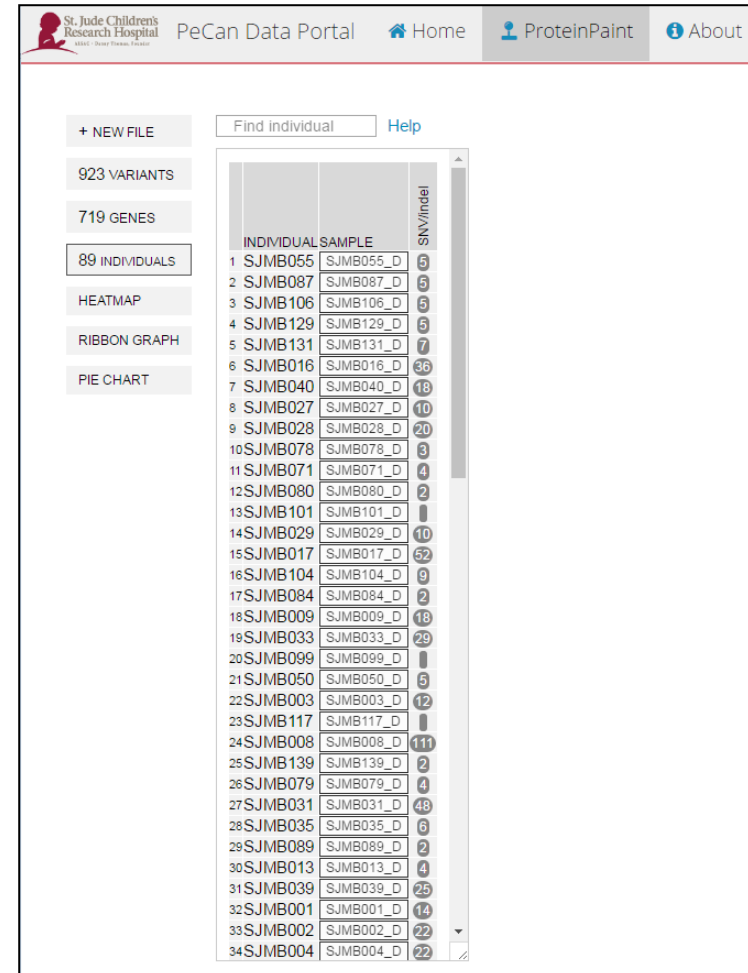 St. Jude Children's
Research Hospital
PeCan Data Portal Home ProteinPaint About
+ NEW FILE
923 VARIANTS
719 GENES
89 INDIVIDUALS
HEATMAP
RIBBON GRAPH
PIE CHART
Find individual Help
INDIVIDUAL SAMPLE SNV/indel
1 SJMB055 SJMB055_D 5
2 SJMB087 SJMB087_D 5
3 SJMB106 SJMB106_D 5
4 SJMB129 SJMB129_D 5
5 SJMB131 SJMB131_D 7
6 SJMB016 SJMB016_D 36
7 SJMB040 SJMB040_D 18
8 SJMB027 SJMB027_D 10
9 SJMB028 SJMB028_D 20
10 SJMB078 SJMB078_D 3
11 SJMB071 SJMB071_D 4
12 SJMB080 SJMB080_D 2
13 SJMB101 SJMB101_D
14 SJMB029 SJMB029_D 10
15 SJMB017 SJMB017_D 52
16 SJMB104 SJMB104_D 9
17 SJMB084 SJMB084_D 2
18 SJMB009 SJMB009_D 18
19 SJMB033 SJMB033_D 29
20 SJMB099 SJMB099_D
21 SJMB050 SJMB050_D 5
22 SJMB003 SJMB003_D 12
23 SJMB117 SJMB117_D
24 SJMB008 SJMB008_D 111
25 SJMB139 SJMB139_D 2
26 SJMB079 SJMB079_D 4
27 SJMB031 SJMB031_D 48
28 SJMB035 SJMB035_D 6
29 SJMB089 SJMB089_D 2
30 SJMB013 SJMB013_D 4
31 SJMB039 SJMB039_D 25
32 SJMB001 SJMB001_D 14
33 SJMB002 SJMB002_D 22
34 SJMB004 SJMB004_D 22